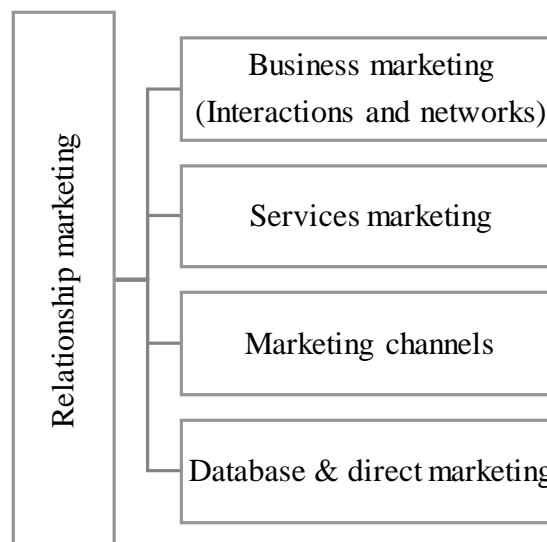 Relationship marketing
Business marketing
(Interactions and networks)
Services marketing
Marketing channels
Database & direct marketing